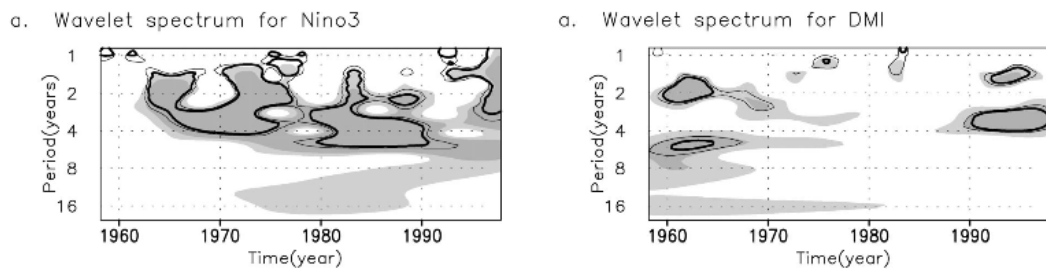 a. Wavelet spectrum for Nino3
Period(years)
1
2
4
8
16
1960 1970 1980 1990
Time(year)
a. Wavelet spectrum for DMI
Period(years)
1
2
4
8
16
1960 1970 1980 1990
Time(year)